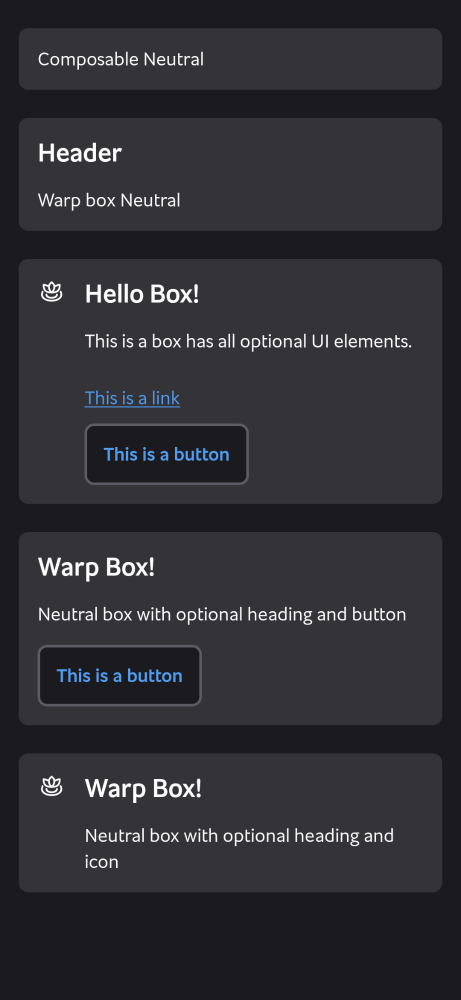 Composable Neutral
Header
Warp box Neutral
Hello Box!
This is a box has all optional UI elements.
This is a link
This is a button
Warp Box!
Neutral box with optional heading and button
This is a button
Warp Box!
Neutral box with optional heading and
icon